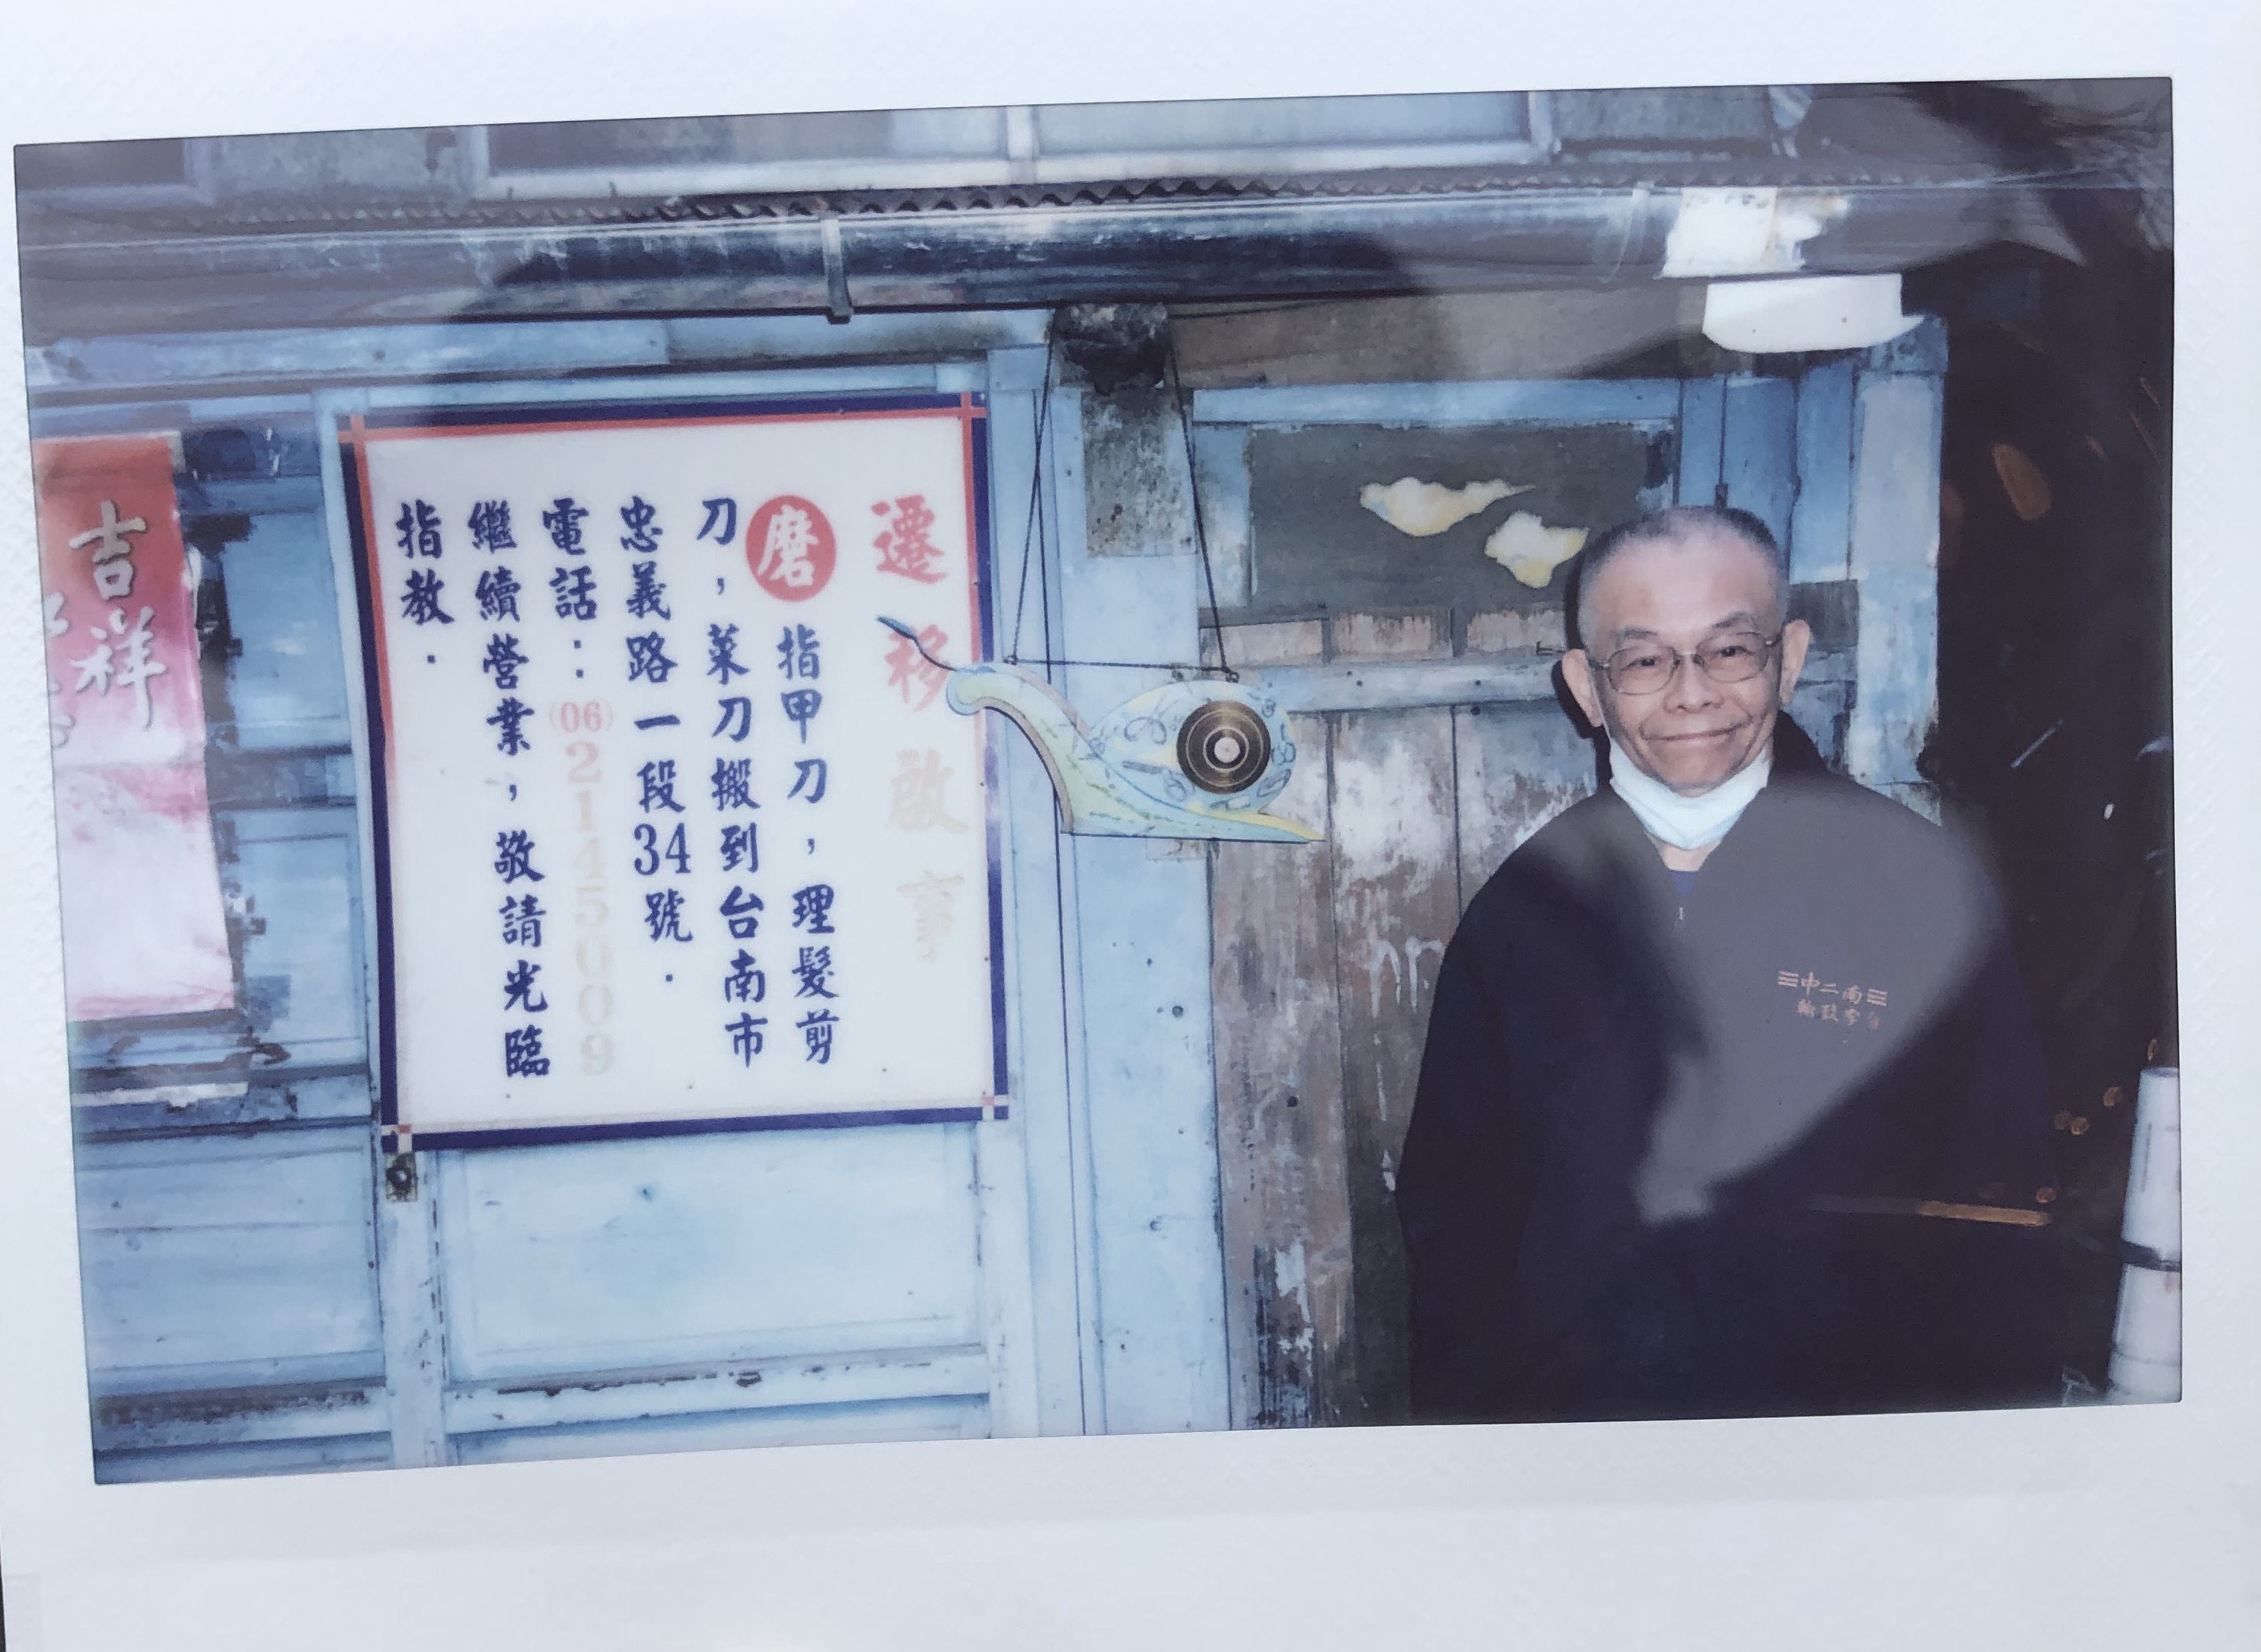 遷移啟事
磨指甲刀，理髮剪
刀，菜刀搬到台南市
忠義路一段34號．
電話：(06)2145009
繼續營業，敬請光臨
指教．
吉祥
南二中